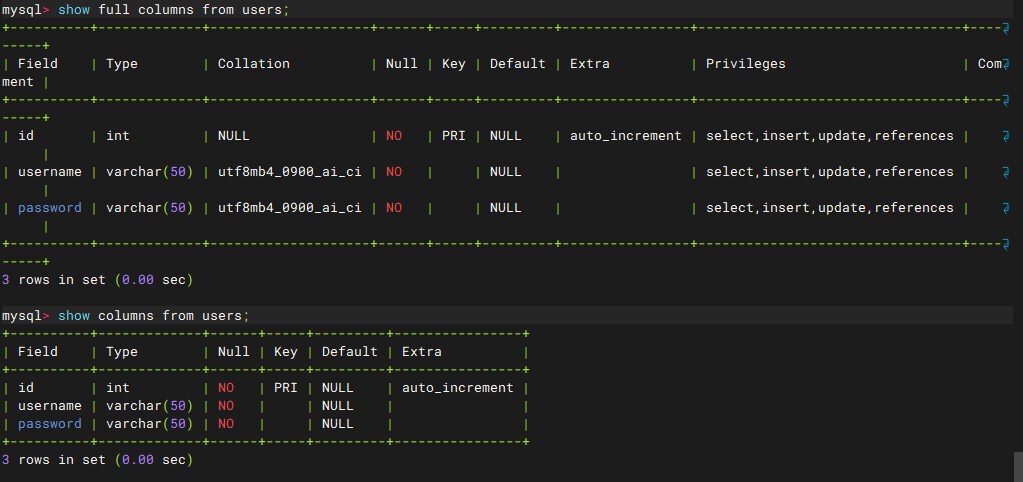 mysql> show full columns from users;
+----------+-------------+--------------------+------+-----+---------+----------------+---------------------------------+----
-----+
| Field    | Type        | Collation          | Null | Key | Default | Extra          | Privileges                      | Com
ment |
+----------+-------------+--------------------+------+-----+---------+----------------+---------------------------------+----
-----+
| id       | int         | NULL               | NO   | PRI | NULL    | auto_increment | select,insert,update,references |
     |
| username | varchar(50) | utf8mb4_0900_ai_ci | NO   |     | NULL    |                | select,insert,update,references |
     |
| password | varchar(50) | utf8mb4_0900_ai_ci | NO   |     | NULL    |                | select,insert,update,references |
     |
+----------+-------------+--------------------+------+-----+---------+----------------+---------------------------------+----
-----+
3 rows in set (0.00 sec)

mysql> show columns from users;
+----------+-------------+------+-----+---------+----------------+
| Field    | Type        | Null | Key | Default | Extra          |
+----------+-------------+------+-----+---------+----------------+
| id       | int         | NO   | PRI | NULL    | auto_increment |
| username | varchar(50) | NO   |     | NULL    |                |
| password | varchar(50) | NO   |     | NULL    |                |
+----------+-------------+------+-----+---------+----------------+
3 rows in set (0.00 sec)